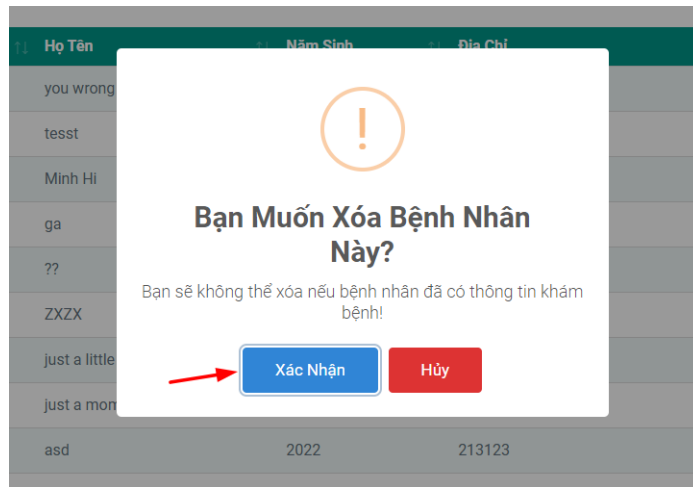 Họ Tên Năm Sinh Địa Chỉ
you wrong
tesst
Minh Hi
ga
??
ZXZX
just a little
just a mom
asd 2022 213123
!
Bạn Muốn Xóa Bệnh Nhân
Này?
Bạn sẽ không thể xóa nếu bệnh nhân đã có thông tin khám
bệnh!
Xác Nhận Hủy